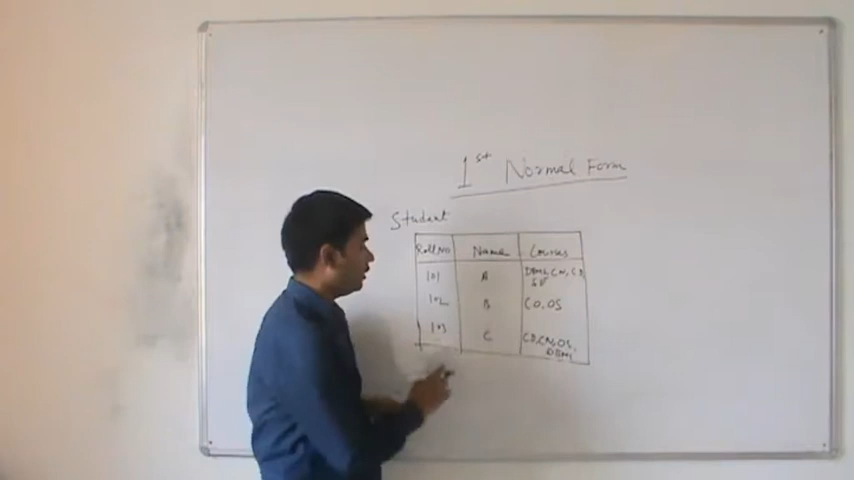 1st Normal Form
Student
Roll No Name Courses
101 A DBMS, CN, CD
102 B CO, OS
103 C CD, CN, OS,
DBMS